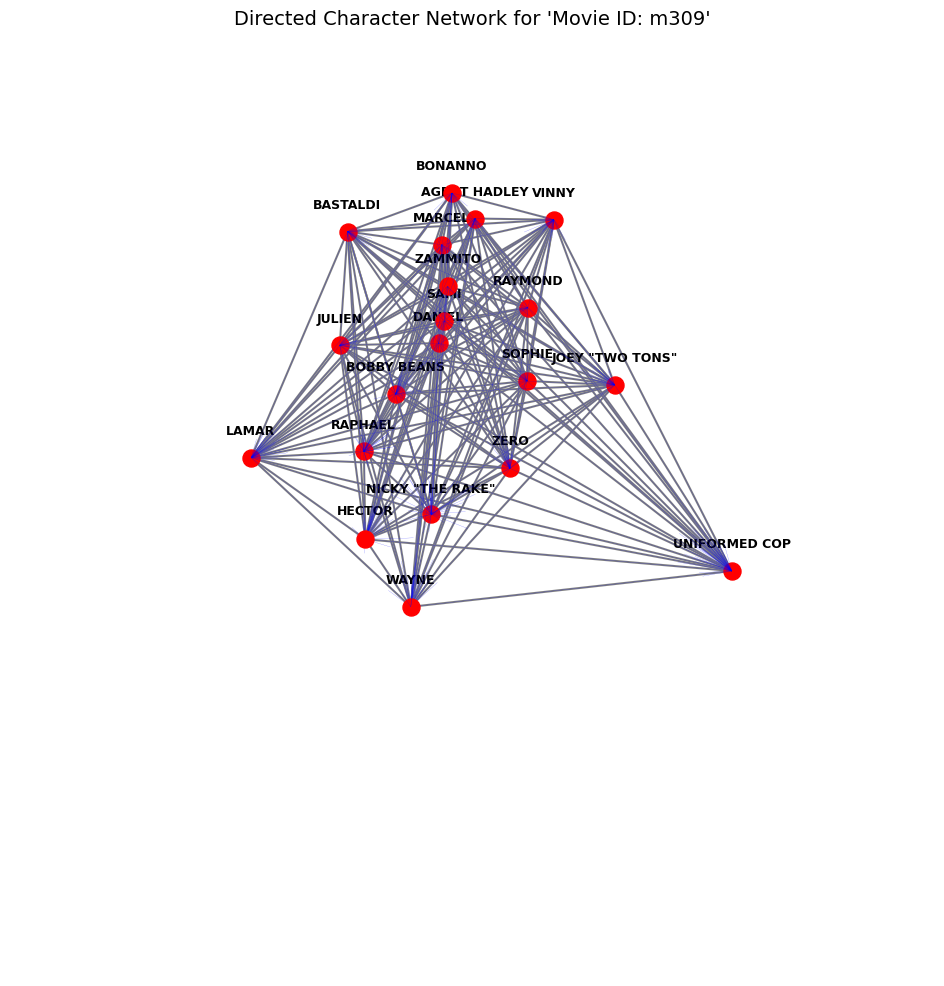 Directed Character Network for 'Movie ID: m309'
BONANNO
AGENT HADLEY
VINNY
BASTALDI
MARCEL
ZAMMITO
RAYMOND
SAMI
JULIEN
DANIEL
SOPHIE
JOEY "TWO TONS"
BOBBY BEANS
RAPHAEL
LAMAR
ZERO
NICKY "THE RAKE"
HECTOR
UNIFORMED COP
WAYNE